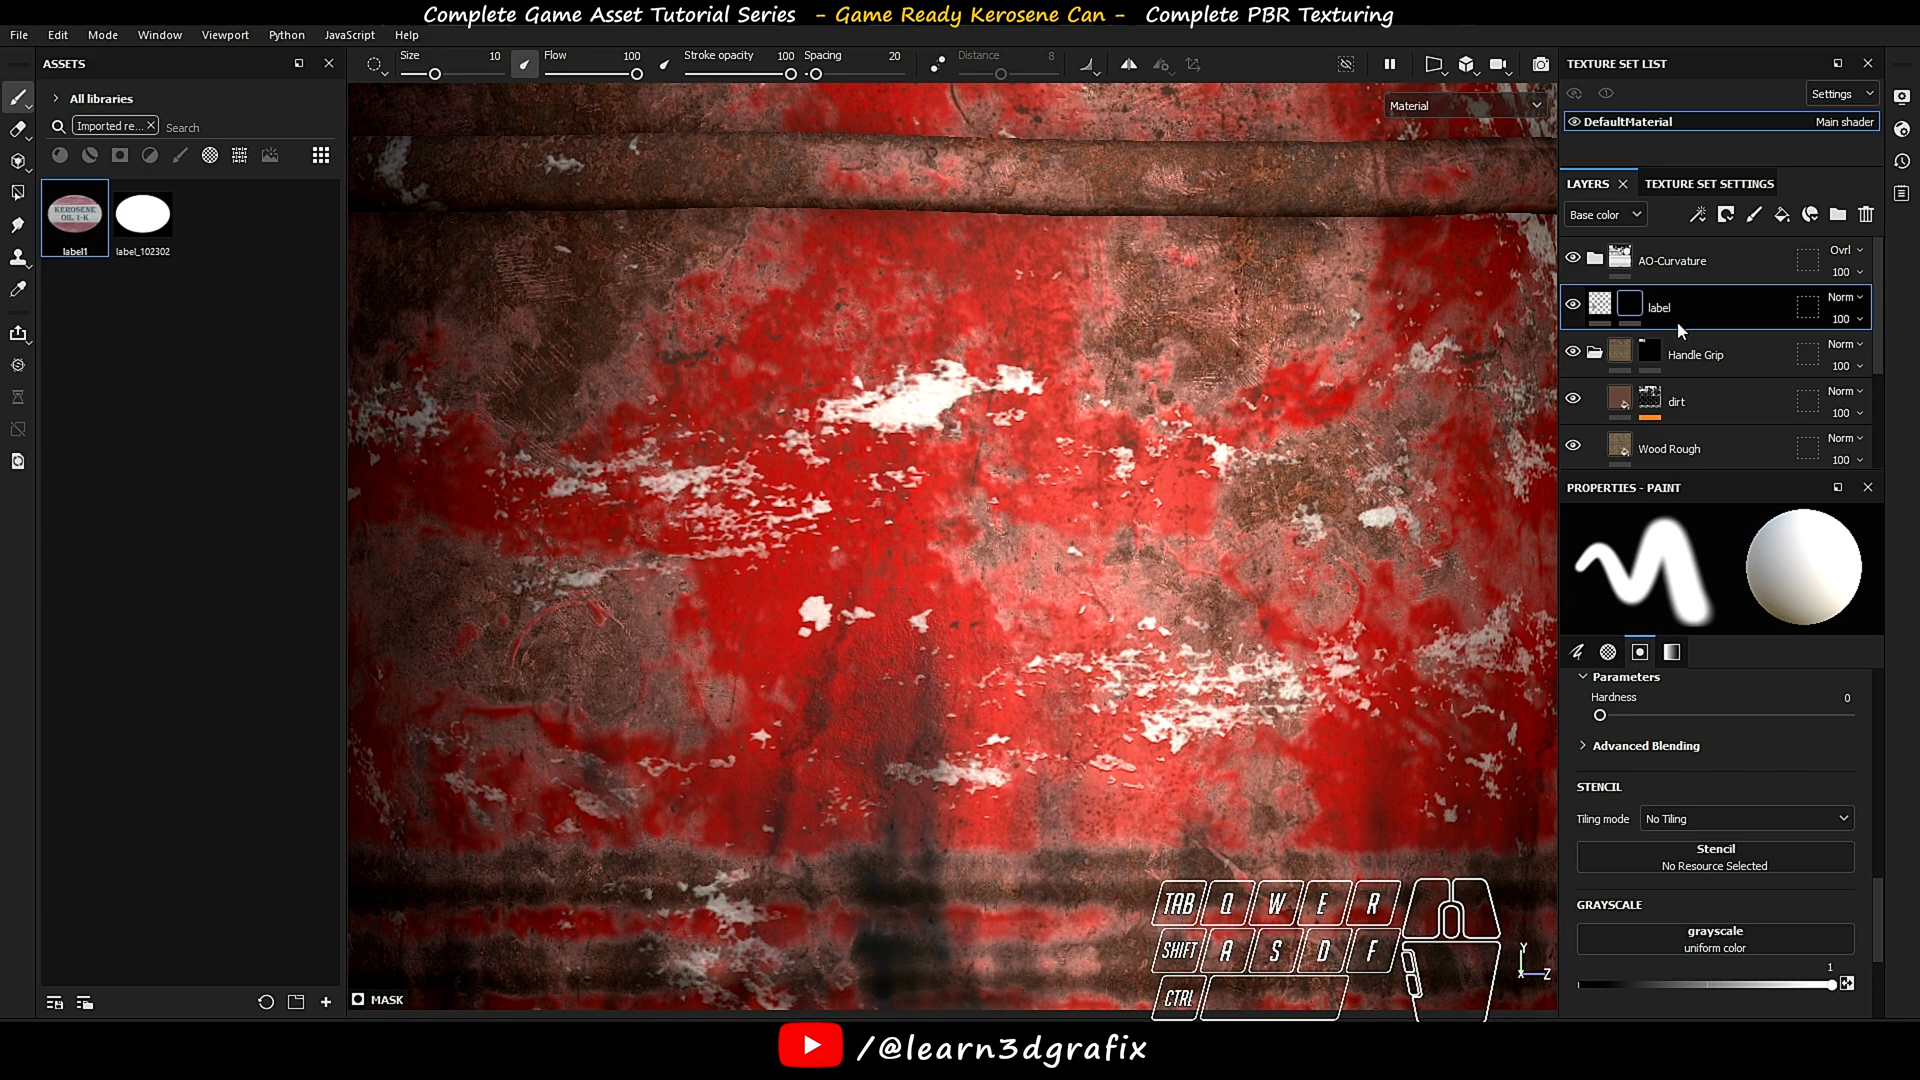 Complete Game Asset Tutorial Series - Game Ready Kerosene Can - Complete PBR Texturing
File Edit Mode Window Viewport Python JavaScript Help
ASSETS
All libraries
Imported re... Search
KEROSENE
OIL 1-K
label1 label_102302
Size 10 Flow 100 Stroke opacity 100 Spacing 20 Distance 8
Material
TEXTURE SET LIST
Settings
DefaultMaterial Main shader
LAYERS TEXTURE SET SETTINGS
Base color
AO-Curvature Ovrl 100
label Norm 100
Handle Grip Norm 100
dirt Norm 100
Wood Rough Norm 100
PROPERTIES - PAINT
Parameters
Hardness 0
Advanced Blending
STENCIL
Tiling mode No Tiling
Stencil
No Resource Selected
GRAYSCALE
grayscale
uniform color
1
TAB Q W E R
SHIFT A S D F
CTRL
Y
X Z
MASK
/@learn3dgrafix